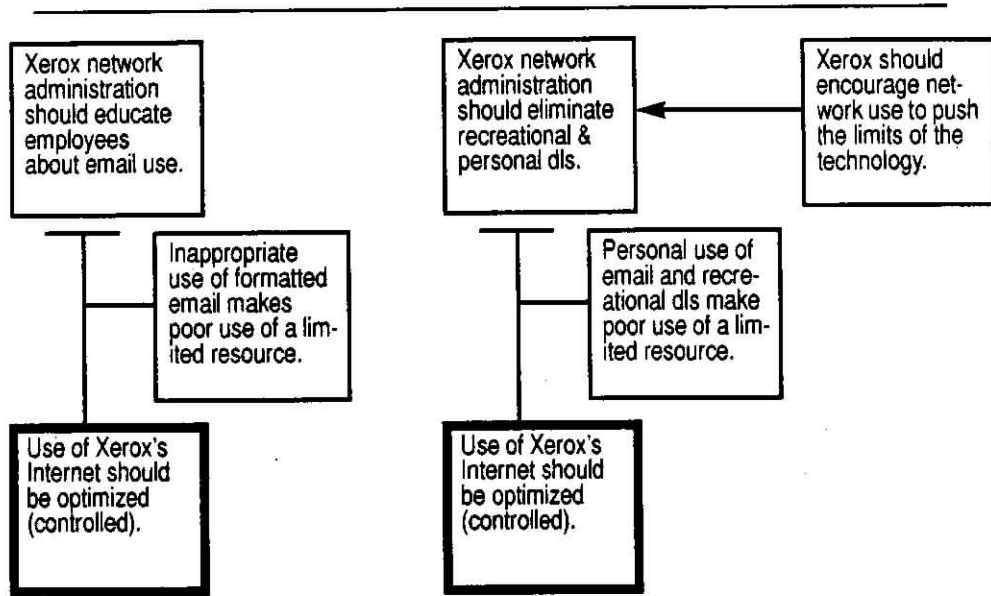 Xerox network
administration
should educate
employees
about email use.
Xerox network
administration
should eliminate
recreational &
personal dls.
Xerox should
encourage net-
work use to push
the limits of the
technology.
Inappropriate
use of formatted
email makes
poor use of a lim-
ited resource.
Personal use of
email and recre-
ational dls make
poor use of a lim-
ited resource.
Use of Xerox's
Internet should
be optimized
(controlled).
Use of Xerox's
Internet should
be optimized
(controlled).